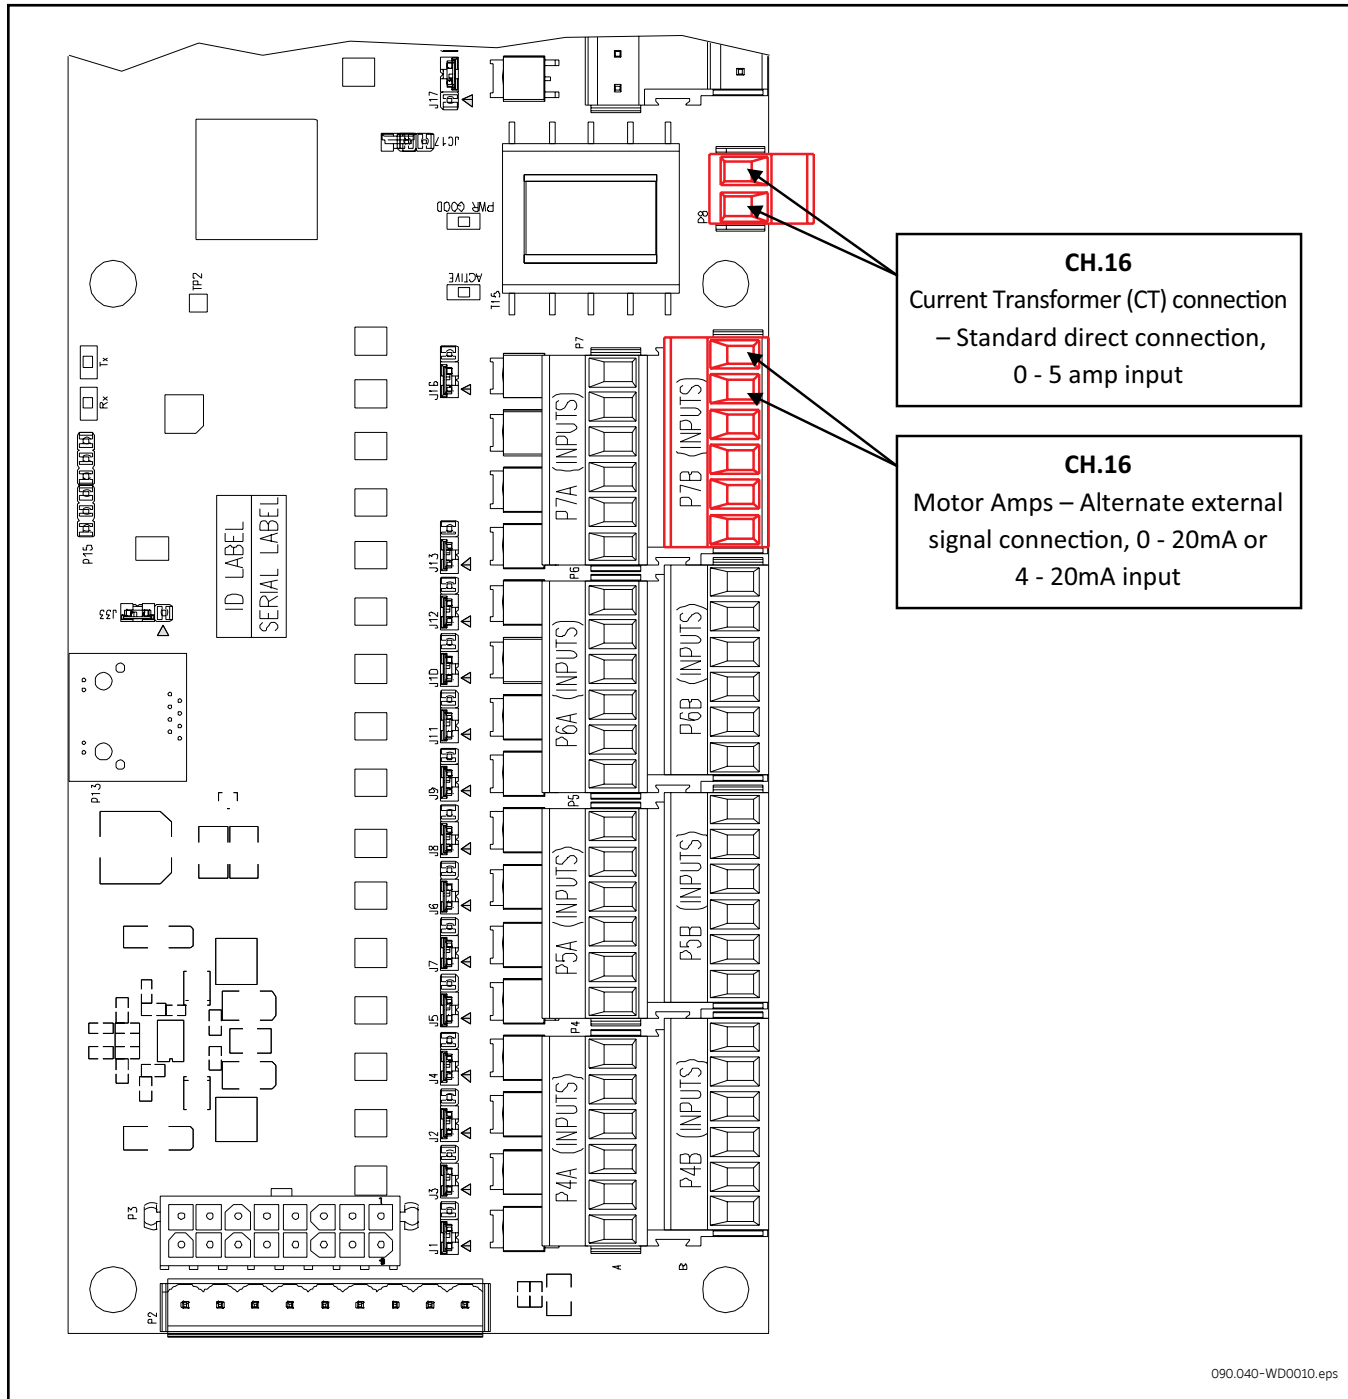 J17
JC17
PWR GOOD
P8
CH.16
Current Transformer (CT) connection
– Standard direct connection,
0 - 5 amp input
TP2
ACTIVE
T15
P7
Tx
Rx
J16
P7A (INPUTS)
P7B (INPUTS)
CH.16
Motor Amps – Alternate external
signal connection, 0 - 20mA or
4 - 20mA input
P15
ID LABEL
SERIAL LABEL
J13
P6
J33
J12
J10
P6A (INPUTS)
P6B (INPUTS)
J11
P13
J9
P5
J8
J6
P5A (INPUTS)
P5B (INPUTS)
J7
J5
P4
J4
J2
P4A (INPUTS)
P4B (INPUTS)
J3
P3
1
J1
A
B
P2
090.040-WD0010.eps